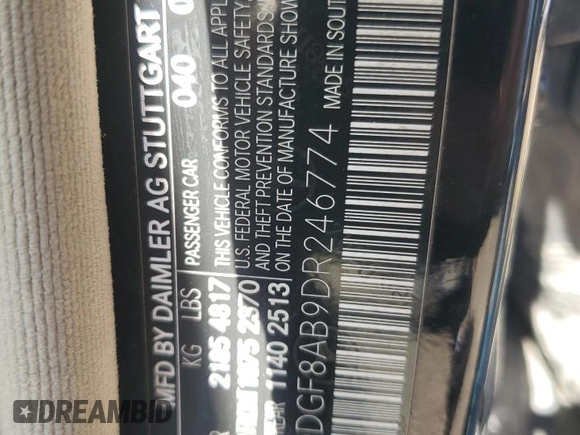 MFD BY DAIMLER AG STUTTGART
040
KG LBS PASSENGER CAR
2185 4817 THIS VEHICLE CONFORMS TO ALL APPL
2370 U.S. FEDERAL MOTOR VEHICLE SAFETY,
AND THEFT PREVENTION STANDARDS
1140 2513 ON THE DATE OF MANUFACTURE SHOW
DGF8AB9DR246774 MADE IN SOUT
DREAMBID